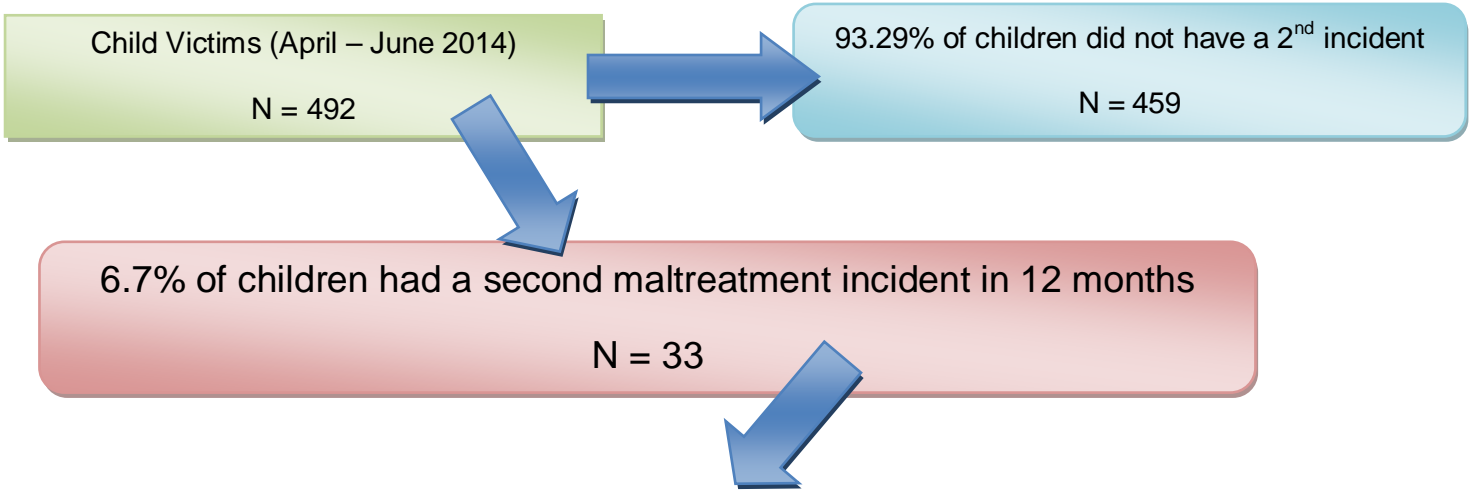 Child Victims (April – June 2014)
N = 492
93.29% of children did not have a 2nd incident
N = 459
6.7% of children had a second maltreatment incident in 12 months
N = 33